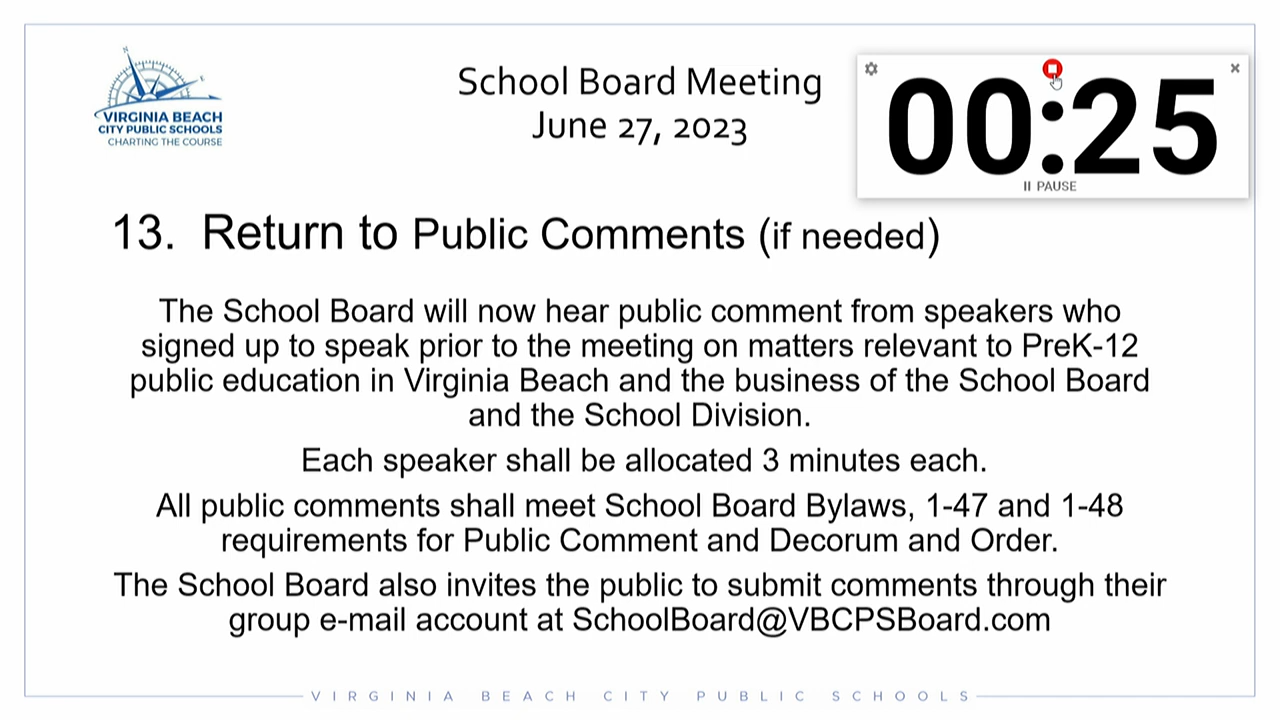 VIRGINIA BEACH
CITY PUBLIC SCHOOLS
CHARTING THE COURSE
School Board Meeting
June 27, 2023
00:25
PAUSE
13. Return to Public Comments (if needed)
The School Board will now hear public comment from speakers who
signed up to speak prior to the meeting on matters relevant to PreK-12
public education in Virginia Beach and the business of the School Board
and the School Division.
Each speaker shall be allocated 3 minutes each.
All public comments shall meet School Board Bylaws, 1-47 and 1-48
requirements for Public Comment and Decorum and Order.
The School Board also invites the public to submit comments through their
group e-mail account at SchoolBoard@VBCPSBoard.com
VIRGINIA BEACH CITY PUBLIC SCHOOLS